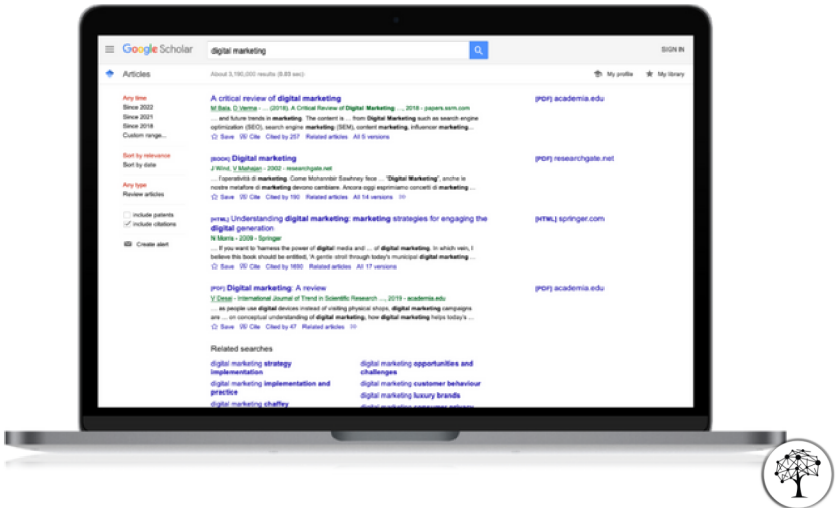 Google Scholar
digital marketing
SIGN IN
Articles
About 3,190,000 results (0.03 sec)
My profile
My library
Any time
Since 2022
Since 2021
Since 2018
Custom range...
Sort by relevance
Sort by date
Any type
Review articles
include patents
include citations
Create alert
A critical review of digital marketing
M Bala, D Verma - ... (2018). A Critical Review of Digital Marketing: ..., 2018 - papers.ssrn.com
... and future trends in marketing. The content is ... from Digital Marketing such as search engine
optimization (SEO), search engine marketing (SEM), content marketing, influencer marketing...
Save Cite Cited by 257 Related articles All 5 versions
[PDF] academia.edu
[BOOK] Digital marketing
J Wind, V Mahajan - 2002 - researchgate.net
... l'operatività di marketing. Come Mohanbir Sawhney fece ... "Digital Marketing", anche le
nostre metafore di marketing devono cambiare. Ancora oggi esprimiamo concetti di marketing ...
Save Cite Cited by 190 Related articles All 14 versions
[PDF] researchgate.net
[HTML] Understanding digital marketing: marketing strategies for engaging the
digital generation
N Morris - 2009 - Springer
... If you want to 'harness the power of digital media and ... of digital marketing. In which vein, I
believe this book should be entitled, 'A gentle stroll through today's municipal digital marketing ...
Save Cite Cited by 1690 Related articles All 17 versions
[HTML] springer.com
[PDF] Digital marketing: A review
V Desai - International Journal of Trend in Scientific Research ..., 2019 - academia.edu
... as people use digital devices instead of visiting physical shops, digital marketing campaigns
are ... on conceptual understanding of digital marketing, how digital marketing helps today's ...
Save Cite Cited by 47 Related articles
[PDF] academia.edu
Related searches
digital marketing strategy
implementation
digital marketing implementation and
practice
digital marketing chaffey
digital marketing opportunities and
challenges
digital marketing customer behaviour
digital marketing luxury brands
digital marketing consumer privacy